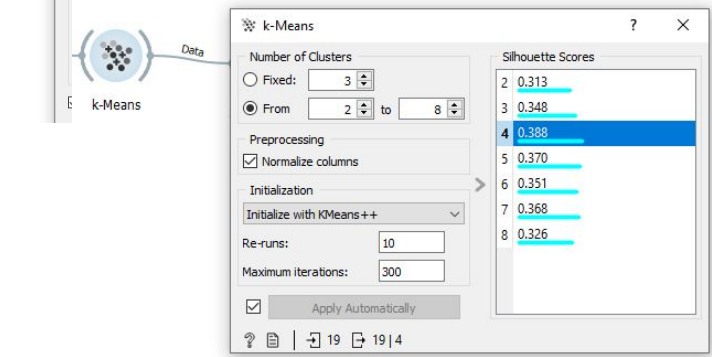 Data
k-Means
k-Means ? ×
Number of Clusters
Fixed: 3
From 2 to 8
Preprocessing
Normalize columns
Initialization
Initialize with KMeans++
Re-runs: 10
Maximum iterations: 300
Apply Automatically
? 19 19|4
Silhouette Scores
2 0.313
3 0.348
4 0.388
5 0.370
6 0.351
7 0.368
8 0.326